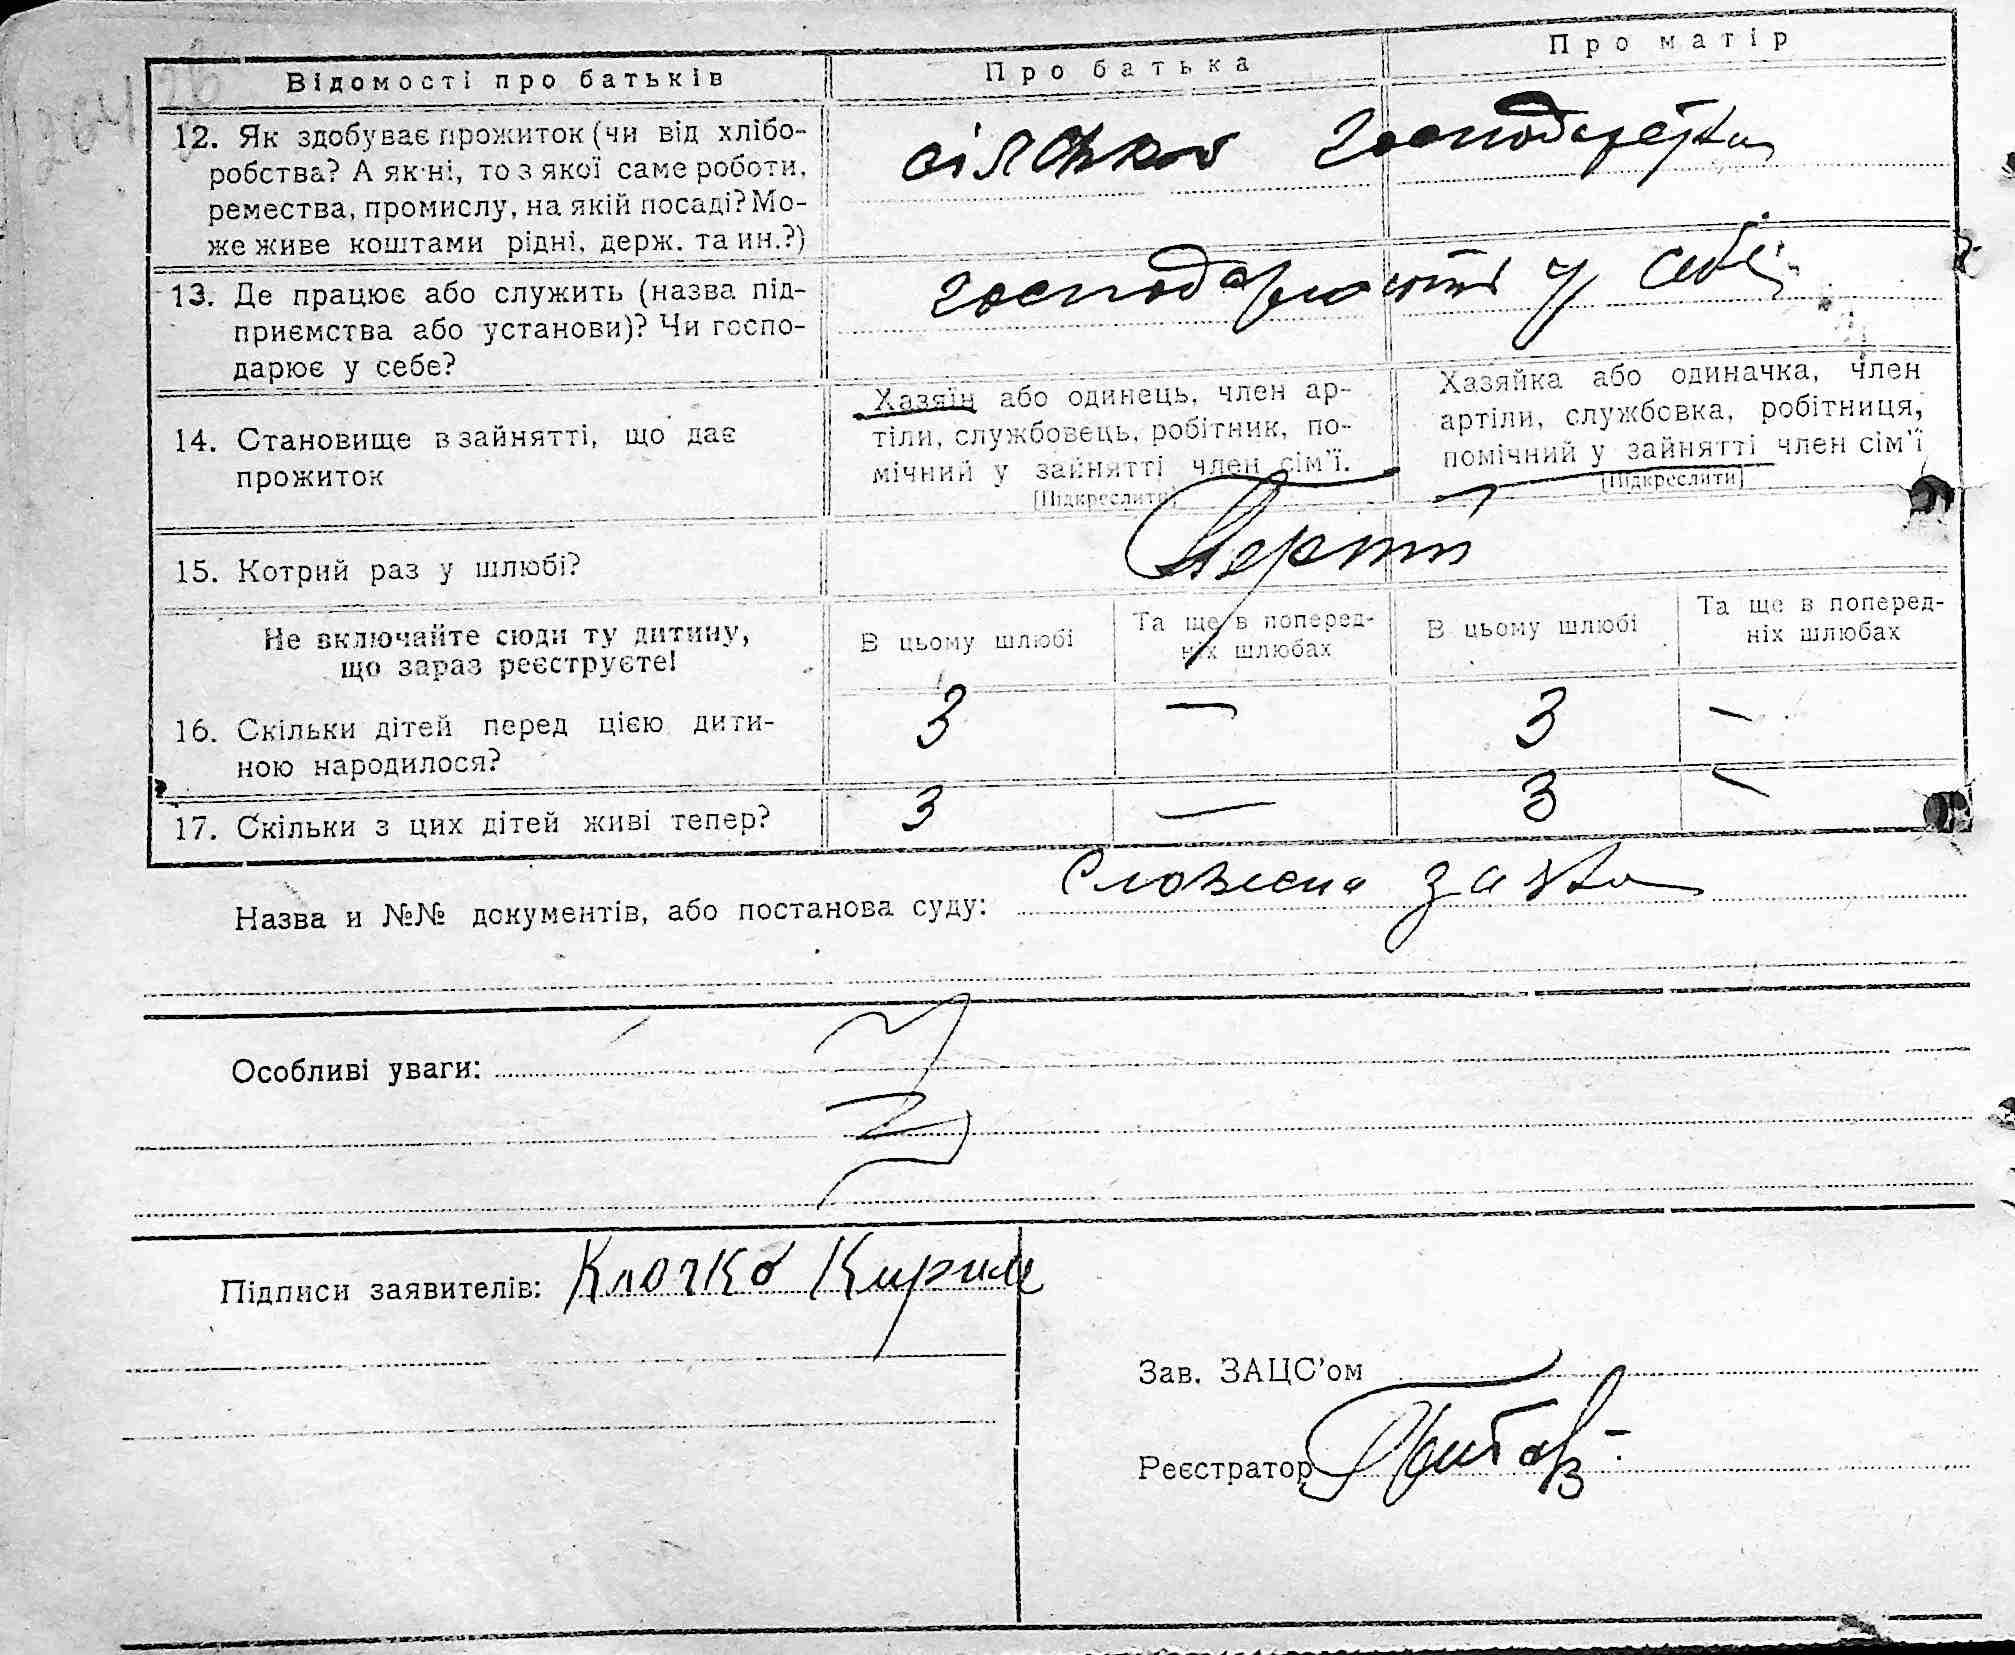 Відомості про батьків Про батька Про матір
12. Як здобуває прожиток (чи від хлібо-
робства? А як ні, то з якої саме роботи,
ремества, промислу, на якій посаді? Мо-
же живе коштами рідні, держ. та ин.?)
сільське господарство
13. Де працює або служить (назва під-
приємства або установи)? Чи госпо-
дарює у себе?
господарюють у себе
14. Становище в зайнятті, що дає
прожиток
Хазяїн або одинець, член ар-
тіли, службовець, робітник, по-
мічний у зайнятті член сім'ї.
[Підкреслити]
Хазяйка або одиначка, член
артіли, службовка, робітниця,
помічний у зайнятті член сім'ї
[Підкреслити]
15. Котрий раз у шлюбі?
Не включайте сюди ту дитину,
що зараз реєструєте!
В цьому шлюбі
Та ще в поперед-
ніх шлюбах
В цьому шлюбі
Та ще в поперед-
ніх шлюбах
16. Скільки дітей перед цією дити-
ною народилося?
3 — 3 —
17. Скільки з цих дітей живі тепер? 3 — 3 —
Назва и №№ документів, або постанова суду: Словесна заява
Особливі уваги:
Підписи заявителів: Клочко Кирило
Зав. ЗАЦС'ом
Реєстратор